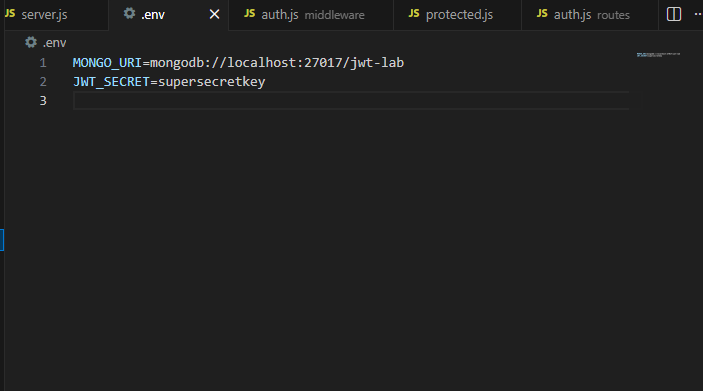 JS server.js
.env
JS auth.js middleware
JS protected.js
JS auth.js routes
.env
1 MONGO_URI=mongodb://localhost:27017/jwt-lab
2 JWT_SECRET=supersecretkey
3